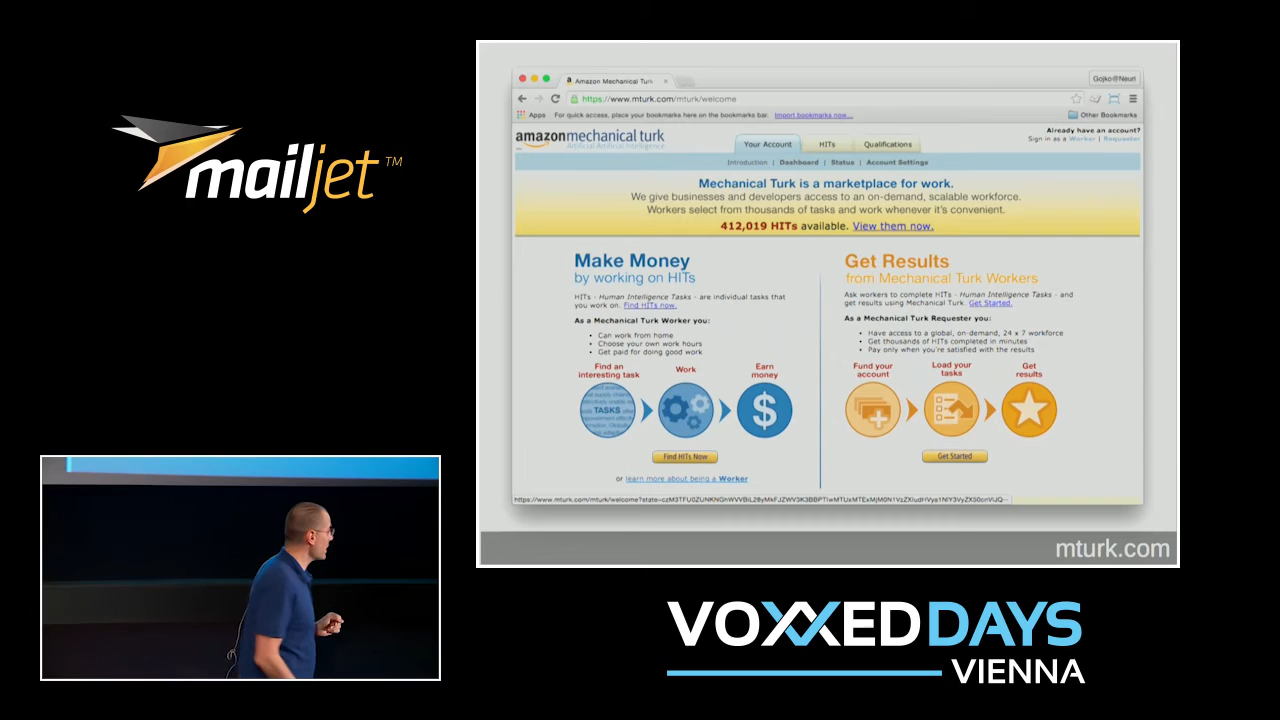 mailjet™
Amazon Mechanical Turk
Gojko@Neuri
https://www.mturk.com/mturk/welcome
Apps For quick access, place your bookmarks here on the bookmarks bar. Import bookmarks now...
Other Bookmarks
amazonmechanical turk
Artificial Artificial Intelligence
Your Account HITs Qualifications
Already have an account?
Sign in as a Worker | Requester
Introduction | Dashboard | Status | Account Settings
Mechanical Turk is a marketplace for work.
We give businesses and developers access to an on-demand, scalable workforce.
Workers select from thousands of tasks and work whenever it's convenient.
412,019 HITs available. View them now.
Make Money
by working on HITs
HITs - Human Intelligence Tasks - are individual tasks that
you work on. Find HITs now.
As a Mechanical Turk Worker you:
• Can work from home
• Choose your own work hours
• Get paid for doing good work
Find an
interesting task
Work
Earn
money
TASKS
$
Find HITs Now
or learn more about being a Worker
Get Results
from Mechanical Turk Workers
Ask workers to complete HITs - Human Intelligence Tasks - and
get results using Mechanical Turk. Get Started.
As a Mechanical Turk Requester you:
• Have access to a global, on-demand, 24 x 7 workforce
• Get thousands of HITs completed in minutes
• Pay only when you're satisfied with the results
Fund your
account
Load your
tasks
Get
results
Get Started
mturk.com
VOXXED DAYS
VIENNA